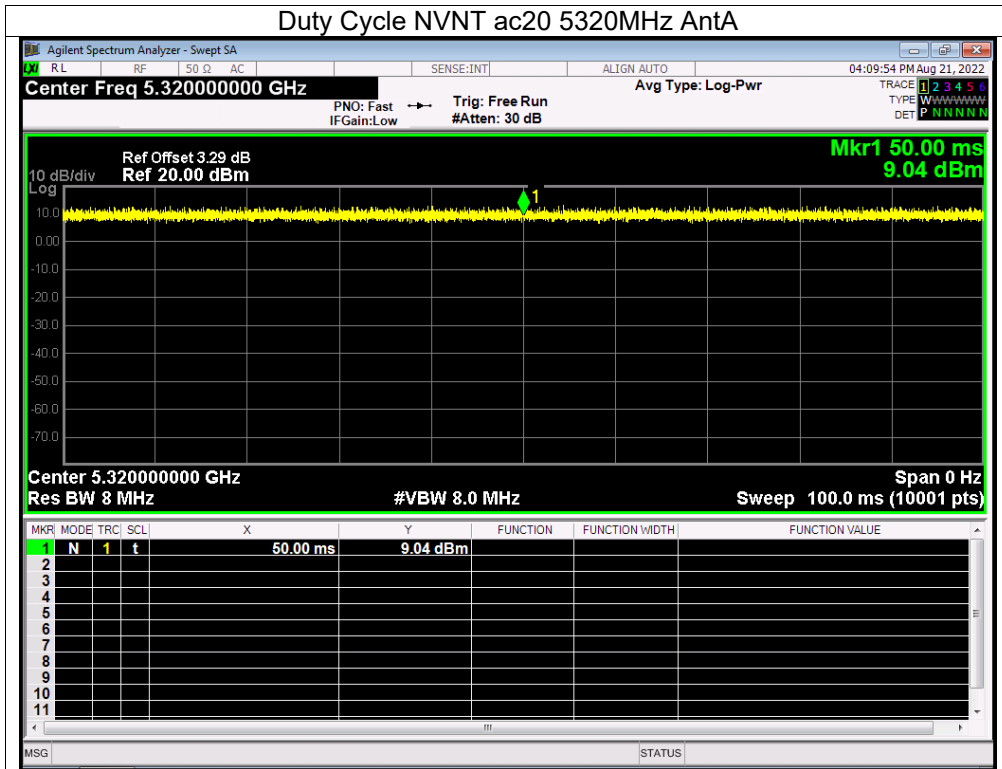 Duty Cycle NVNT ac20 5320MHz AntA
Agilent Spectrum Analyzer - Swept SA
LXI RL RF 50 Ω AC SENSE:INT ALIGN AUTO 04:09:54 PM Aug 21, 2022
Center Freq 5.320000000 GHz Avg Type: Log-Pwr TRACE 1 2 3 4 5 6
PNO: Fast Trig: Free Run TYPE WWWWWW
IFGain:Low #Atten: 30 dB DET P N N N N N
Mkr1 50.00 ms
Ref Offset 3.29 dB
10 dB/div Ref 20.00 dBm 9.04 dBm
Log
1
10.0
0.00
-10.0
-20.0
-30.0
-40.0
-50.0
-60.0
-70.0
Center 5.320000000 GHz Span 0 Hz
Res BW 8 MHz #VBW 8.0 MHz Sweep 100.0 ms (10001 pts)
MKR MODE TRC SCL X Y FUNCTION FUNCTION WIDTH FUNCTION VALUE
1 N 1 t 50.00 ms 9.04 dBm
2
3
4
5
6
7
8
9
10
11
MSG STATUS